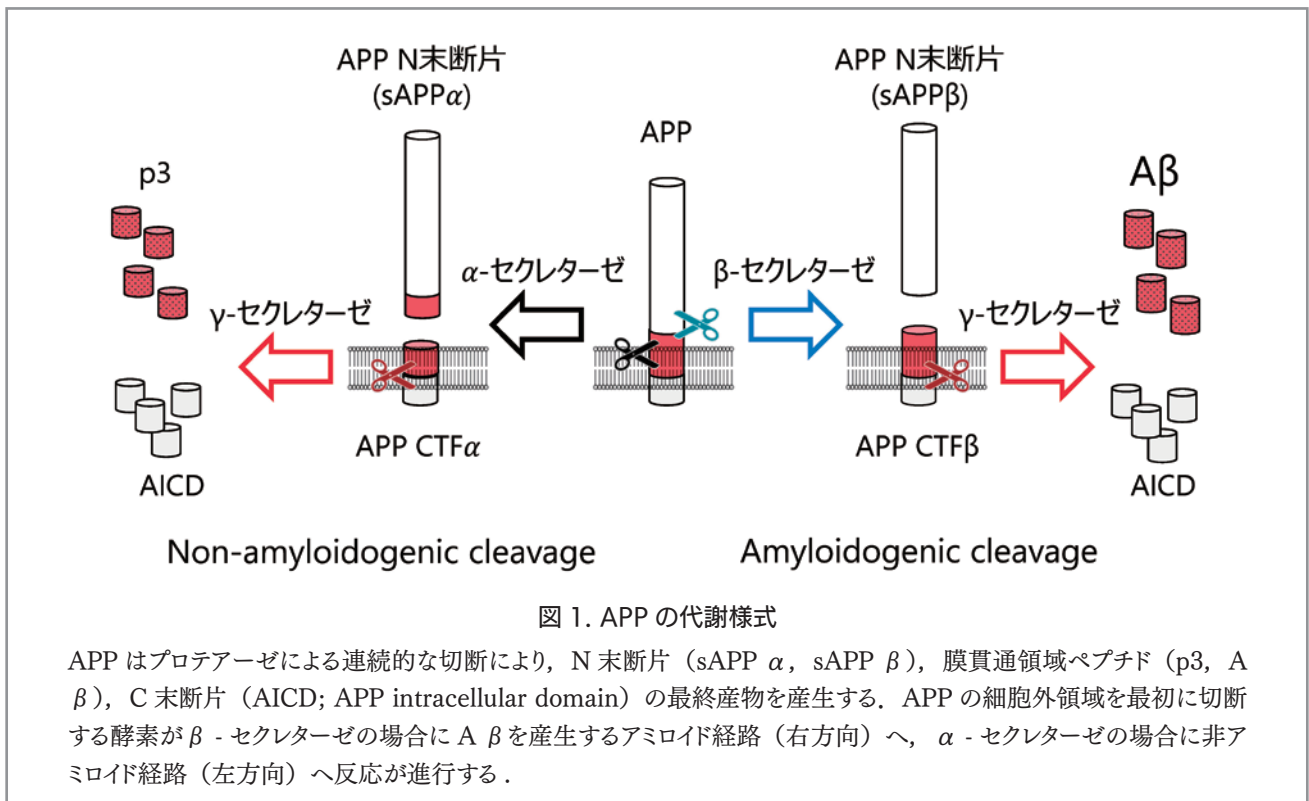 APP N末断片
(sAPPα)
APP N末断片
(sAPPβ)
APP
p3
Aβ
α-セクレターゼ
β-セクレターゼ
γ-セクレターゼ
γ-セクレターゼ
APP CTFα
APP CTFβ
AICD
AICD
Non-amyloidogenic cleavage
Amyloidogenic cleavage
図 1. APP の代謝様式
APP はプロテアーゼによる連続的な切断により，N 末断片（sAPP α，sAPP β），膜貫通領域ペプチド（p3，A
β），C 末断片（AICD; APP intracellular domain）の最終産物を産生する．APP の細胞外領域を最初に切断
する酵素が β - セクレターゼの場合に A βを産生するアミロイド経路（右方向）へ， α - セクレターゼの場合に非ア
ミロイド経路（左方向）へ反応が進行する .